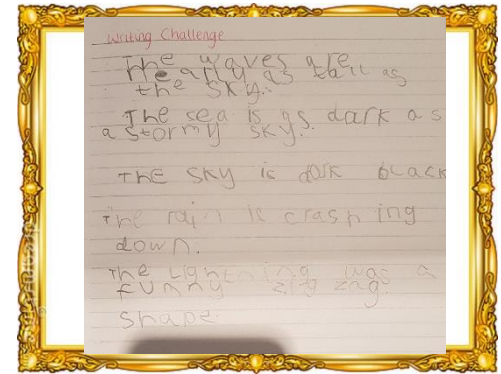 Writing Challenge
The waves are
nearly as tall as
the sky.
The sea is as dark as
a stormy sky.
The sky is dark black
The rain is crashing
down.
The lightning was a
funny zig zag
shape.